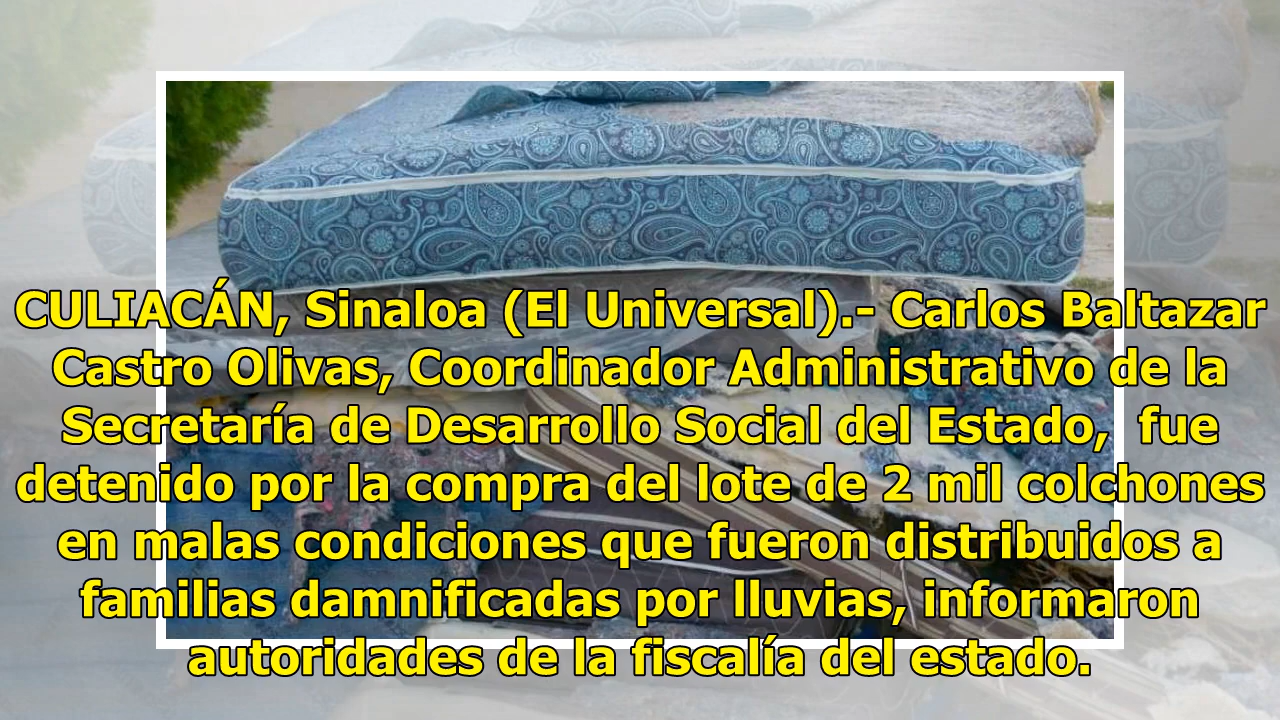 CULIACÁN, Sinaloa (El Universal).- Carlos Baltazar
Castro Olivas, Coordinador Administrativo de la
Secretaría de Desarrollo Social del Estado,  fue
detenido por la compra del lote de 2 mil colchones
en malas condiciones que fueron distribuidos a
familias damnificadas por lluvias, informaron
autoridades de la fiscalía del estado.